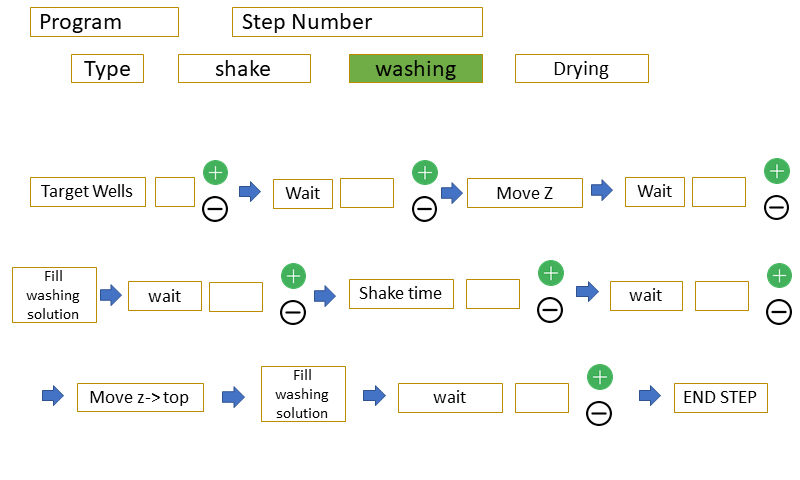 Program
Step Number
Type
shake
washing
Drying
Target Wells
Wait
Move Z
Wait
Fill
washing
solution
wait
Shake time
wait
Move z->top
Fill
washing
solution
wait
END STEP